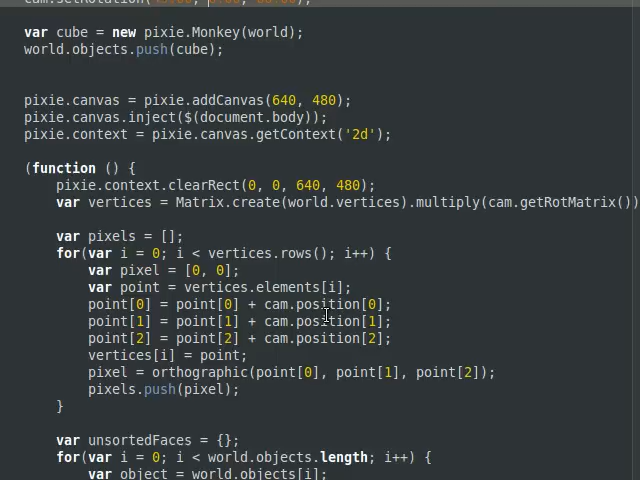 cam.setRotation(
var cube = new pixie.Monkey(world);
world.objects.push(cube);
pixie.canvas = pixie.addCanvas(640, 480);
pixie.canvas.inject($(document.body));
pixie.context = pixie.canvas.getContext('2d');
(function () {
pixie.context.clearRect(0, 0, 640, 480);
var vertices = Matrix.create(world.vertices).multiply(cam.getRotMatrix())
var pixels = [];
for(var i = 0; i < vertices.rows(); i++) {
var pixel = [0, 0];
var point = vertices.elements[i];
point[0] = point[0] + cam.position[0];
point[1] = point[1] + cam.position[1];
point[2] = point[2] + cam.position[2];
vertices[i] = point;
pixel = orthographic(point[0], point[1], point[2]);
pixels.push(pixel);
}
var unsortedFaces = {};
for(var i = 0; i < world.objects.length; i++) {
var object = world.objects[i];